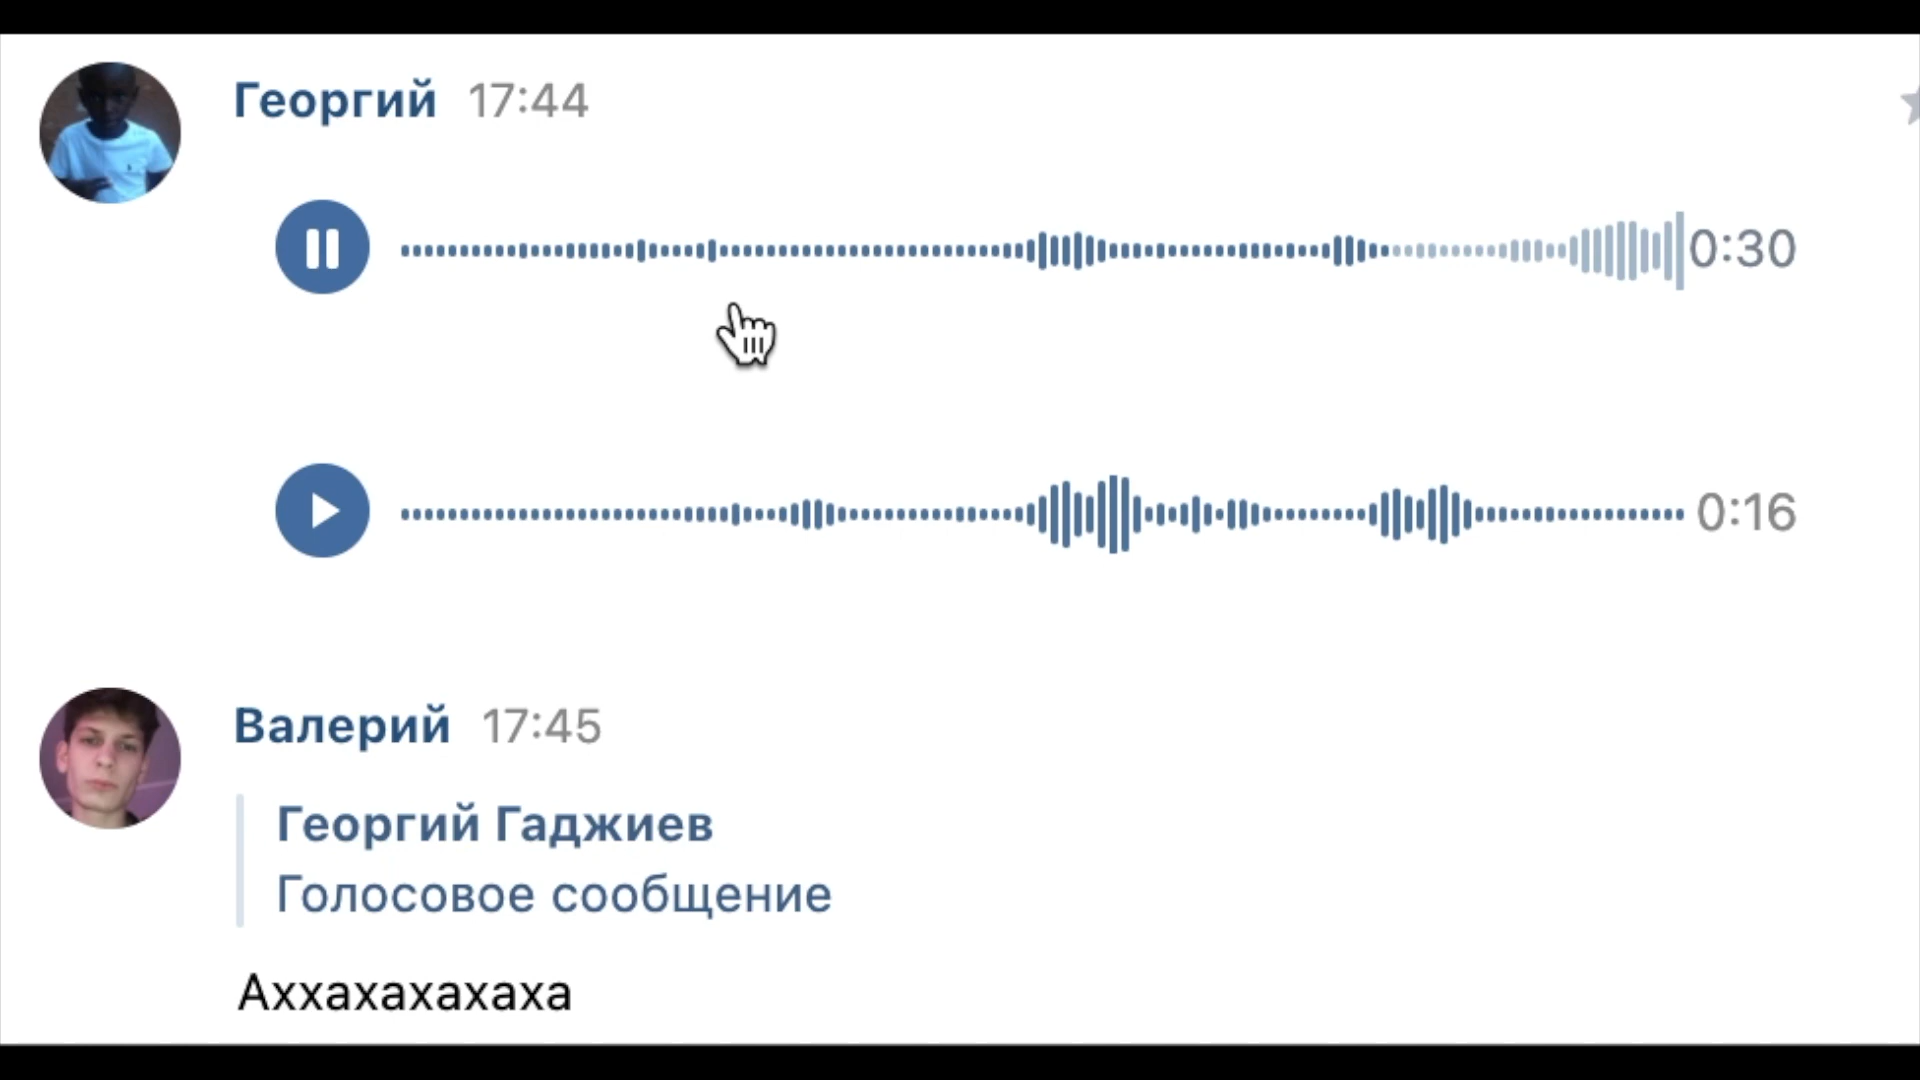 Георгий 17:44
0:30
0:16
Валерий 17:45
Георгий Гаджиев
Голосовое сообщение
Аххахахахаха